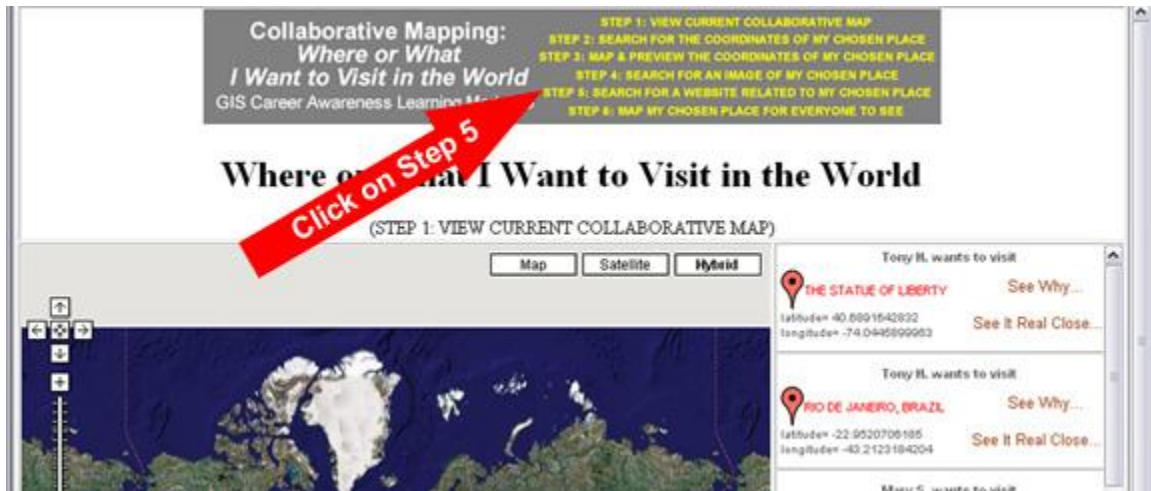 Collaborative Mapping:
Where or What
I Want to Visit in the World
GIS Career Awareness Learning
STEP 1: VIEW CURRENT COLLABORATIVE MAP
STEP 2: SEARCH FOR THE COORDINATES OF MY CHOSEN PLACE
STEP 3: MAP & PREVIEW THE COORDINATES OF MY CHOSEN PLACE
STEP 4: SEARCH FOR AN IMAGE OF MY CHOSEN PLACE
STEP 5: SEARCH FOR A WEBSITE RELATED TO MY CHOSEN PLACE
STEP 6: MAP MY CHOSEN PLACE FOR EVERYONE TO SEE
Click on Step 5
Where or What I Want to Visit in the World
(STEP 1: VIEW CURRENT COLLABORATIVE MAP)
Map Satellite Hybrid
Tony H. wants to visit
THE STATUE OF LIBERTY See Why...
latitude= 40.6891642832
longitude= -74.0445899963 See It Real Close...
Tony H. wants to visit
RIO DE JANEIRO, BRAZIL See Why...
latitude= -22.9520706185
longitude= -43.2123184204 See It Real Close...
Mary S. wants to visit